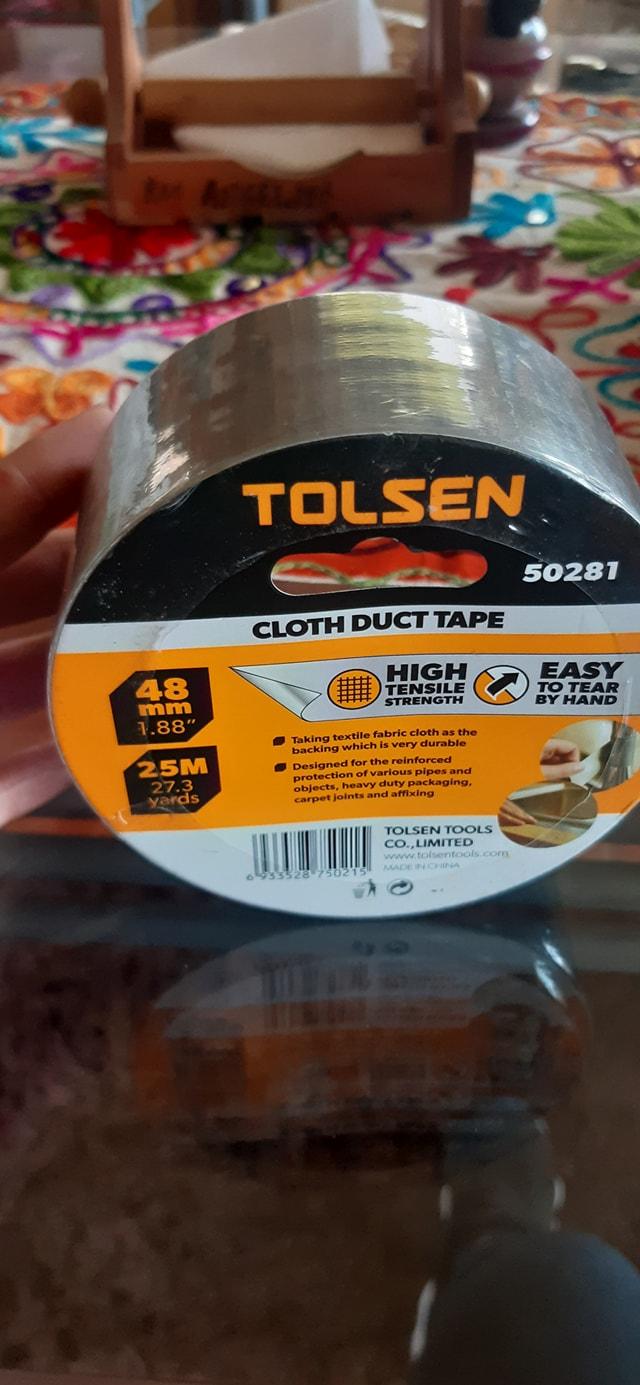 TOLSEN
50281
CLOTH DUCT TAPE
48
mm
1.88"
25M
27.3
yards
HIGH
TENSILE
STRENGTH
EASY
TO TEAR
BY HAND
Taking textile fabric cloth as the
backing which is very durable
Designed for the reinforced
protection of various pipes and
objects, heavy duty packaging,
carpet joints and affixing
6 933528 750215
TOLSEN TOOLS
CO.,LIMITED
www.tolsentools.com
MADE IN CHINA